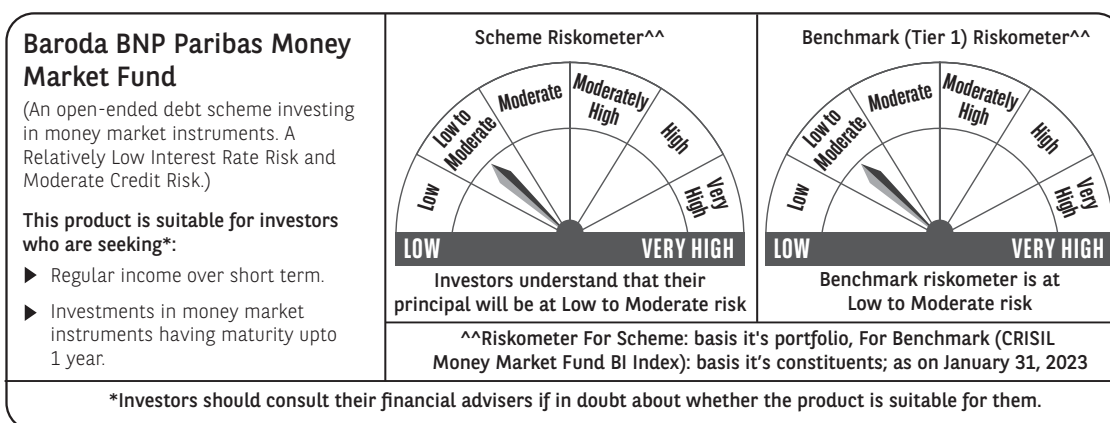 Baroda BNP Paribas Money
Market Fund
(An open-ended debt scheme investing
in money market instruments. A
Relatively Low Interest Rate Risk and
Moderate Credit Risk.)
This product is suitable for investors
who are seeking*:
Regular income over short term.
Investments in money market
instruments having maturity upto
1 year.
Scheme Riskometer^^
Low
Low to
Moderate
Moderate
Moderately
High
High
Very
High
LOW
VERY HIGH
Investors understand that their
principal will be at Low to Moderate risk
Benchmark (Tier 1) Riskometer^^
Low
Low to
Moderate
Moderate
Moderately
High
High
Very
High
LOW
VERY HIGH
Benchmark riskometer is at
Low to Moderate risk
^^Riskometer For Scheme: basis it's portfolio, For Benchmark (CRISIL
Money Market Fund BI Index): basis it’s constituents; as on January 31, 2023
*Investors should consult their financial advisers if in doubt about whether the product is suitable for them.